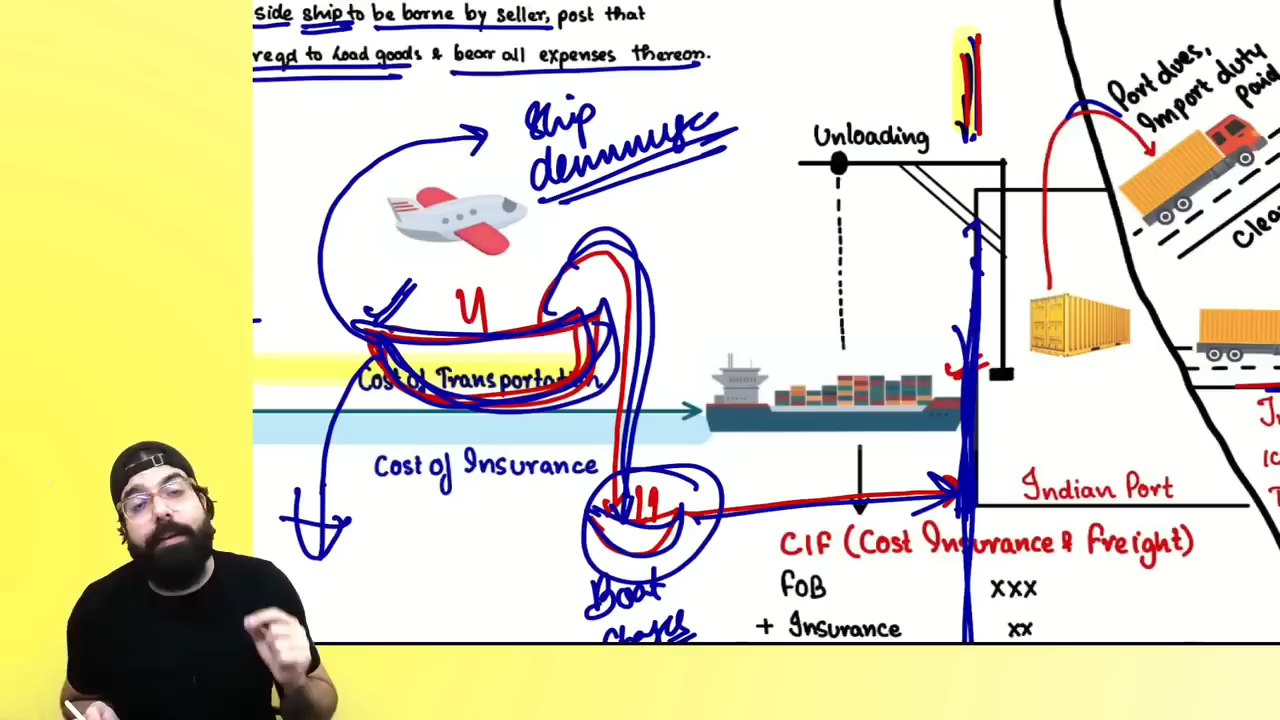 side ship to be borne by seller, post that
reqd to load goods & bear all expenses thereon.
Ship
Unloading
Port dues,
Import duty
paid
Clea
Cost of Transportation
Cost of Insurance
Indian Port
CIF (Cost Insurance & Freight)
FOB xxx
+ Insurance xx
Boat
charges